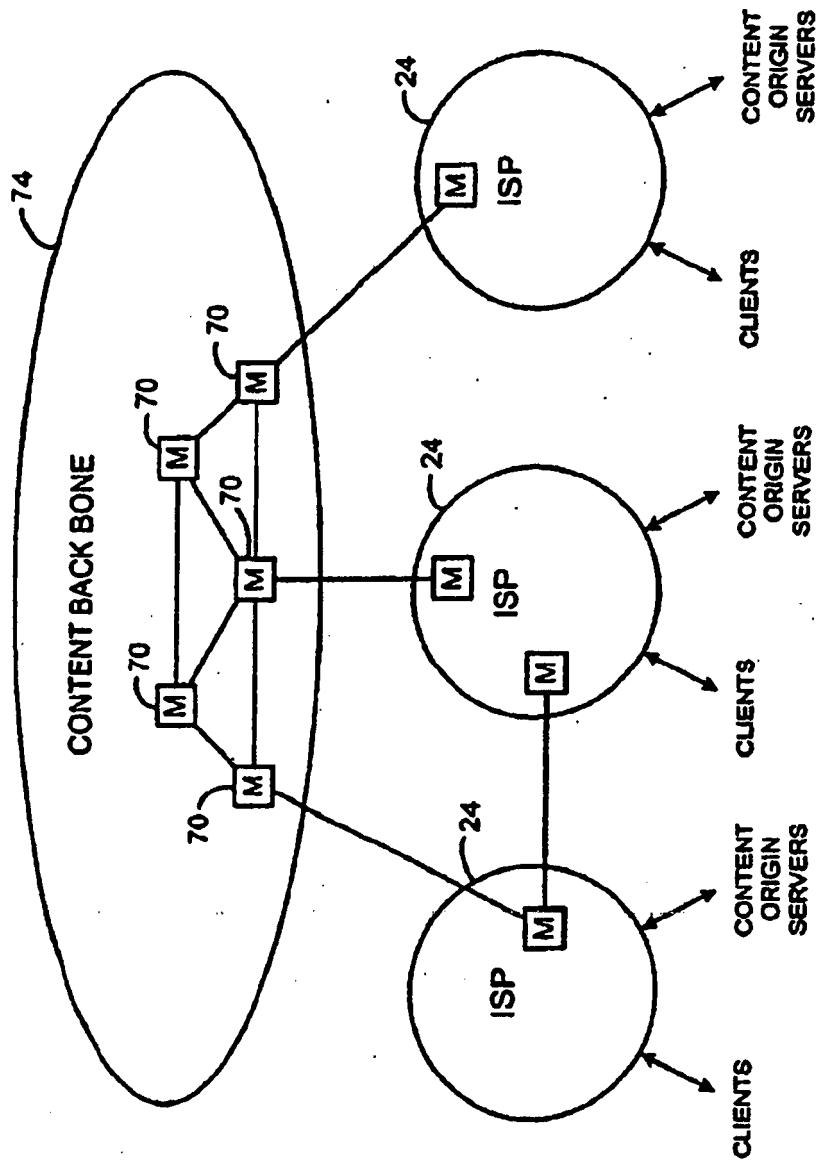 74
CONTENT BACK BONE
70
70
M
M
70
70
70
M
M
M
24
24
24
M
M
ISP
ISP
ISP
M
M
CLIENTS
CONTENT
ORIGIN
SERVERS
CLIENTS
CONTENT
ORIGIN
SERVERS
CLIENTS
CONTENT
ORIGIN
SERVERS